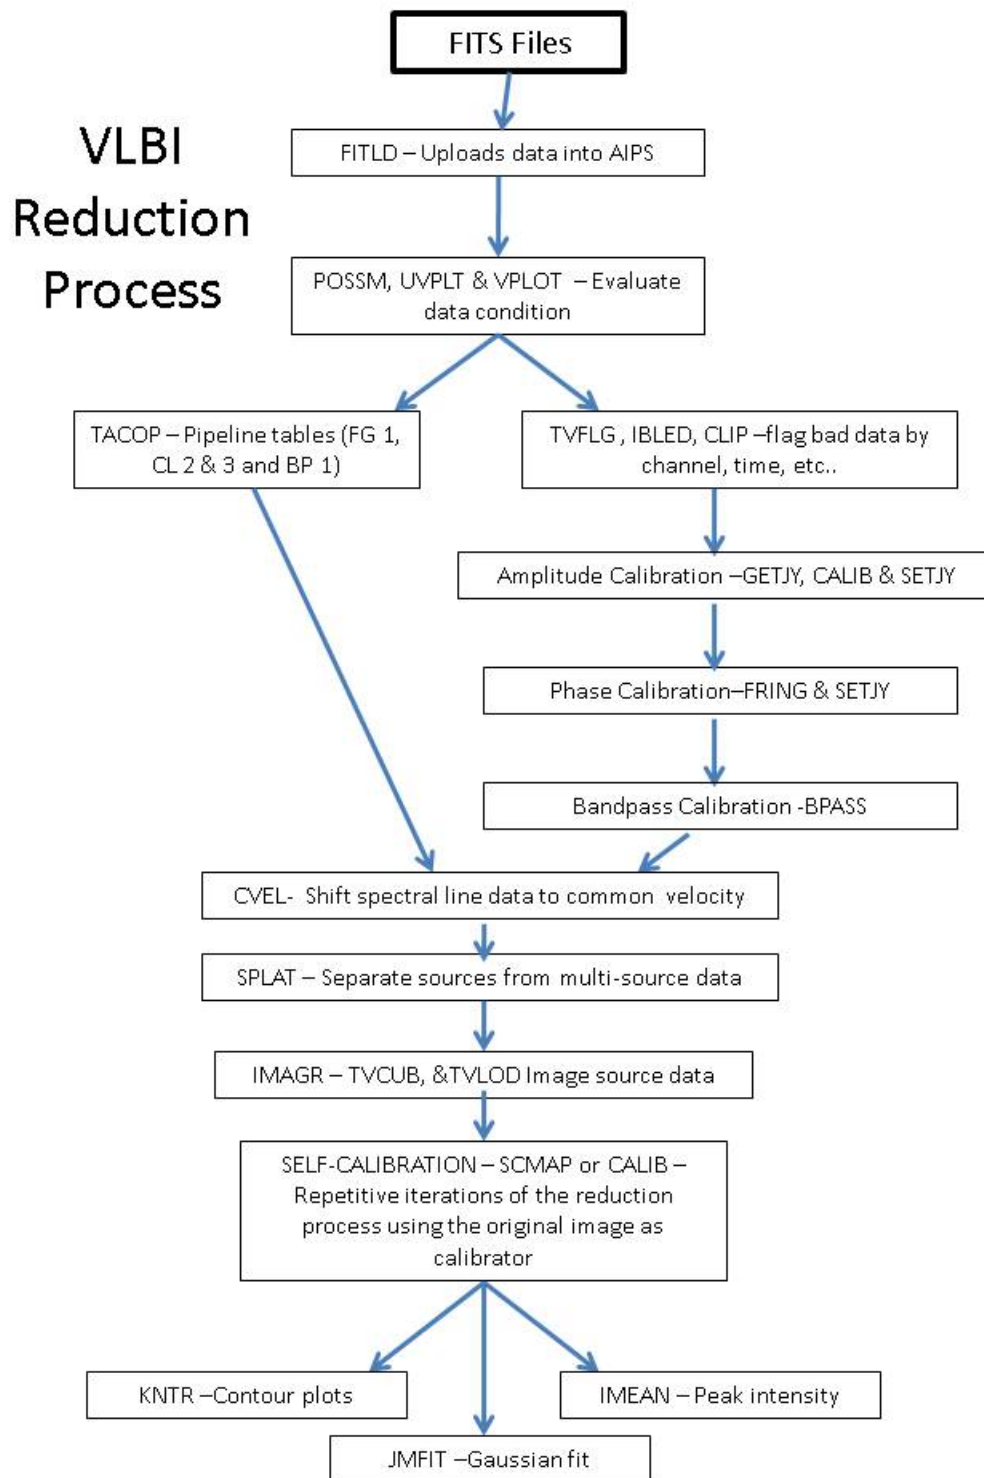 FITS Files
VLBI
Reduction
Process
FITLD – Uploads data into AIPS
POSSM, UVPLT & VPLOT – Evaluate
data condition
TACOP – Pipeline tables (FG 1,
CL 2 & 3 and BP 1)
TVFLG , IBLED, CLIP –flag bad data by
channel, time, etc..
Amplitude Calibration –GETJY, CALIB & SETJY
Phase Calibration–FRING & SETJY
Bandpass Calibration -BPASS
CVEL- Shift spectral line data to common velocity
SPLAT – Separate sources from multi-source data
IMAGR – TVCUB, &TVLOD Image source data
SELF-CALIBRATION – SCMAP or CALIB –
Repetitive iterations of the reduction
process using the original image as
calibrator
KNTR –Contour plots
IMEAN – Peak intensity
JMFIT –Gaussian fit